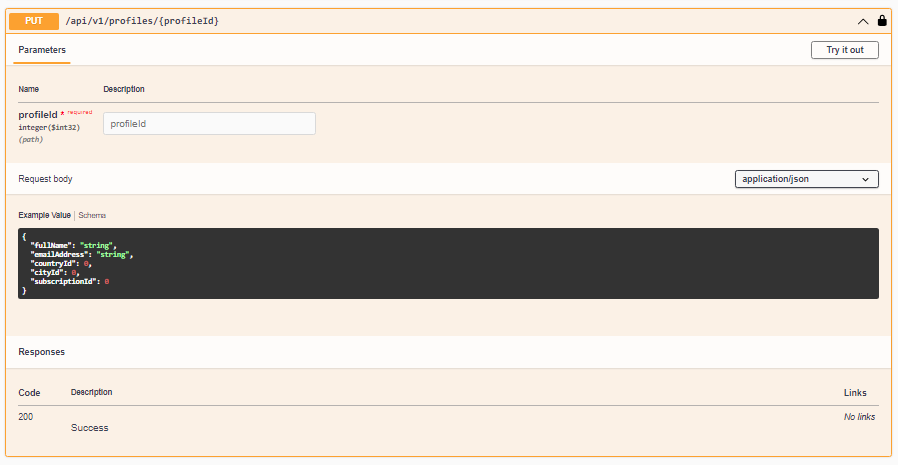 PUT /api/v1/profiles/{profileId}
Parameters Try it out
Name Description
profileId * required
integer($int32)
(path)
profileId
Request body application/json
Example Value | Schema
{
"fullName": "string",
"emailAddress": "string",
"countryId": 0,
"cityId": 0,
"subscriptionId": 0
}
Responses
Code Description Links
200 Success No links